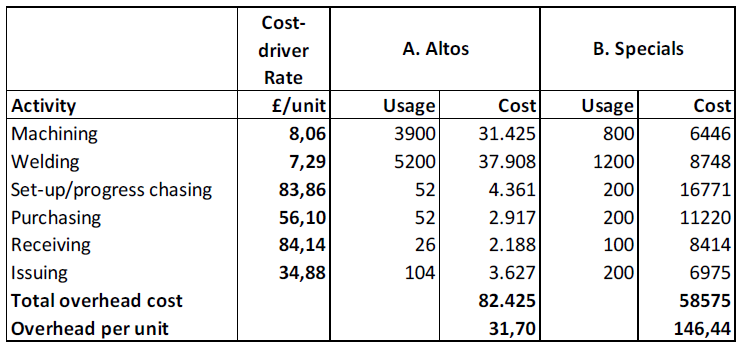 Cost-
driver A. Altos B. Specials
Rate
Activity £/unit Usage Cost Usage Cost
Machining 8,06 3900 31.425 800 6446
Welding 7,29 5200 37.908 1200 8748
Set-up/progress chasing 83,86 52 4.361 200 16771
Purchasing 56,10 52 2.917 200 11220
Receiving 84,14 26 2.188 100 8414
Issuing 34,88 104 3.627 200 6975
Total overhead cost 82.425 58575
Overhead per unit 31,70 146,44